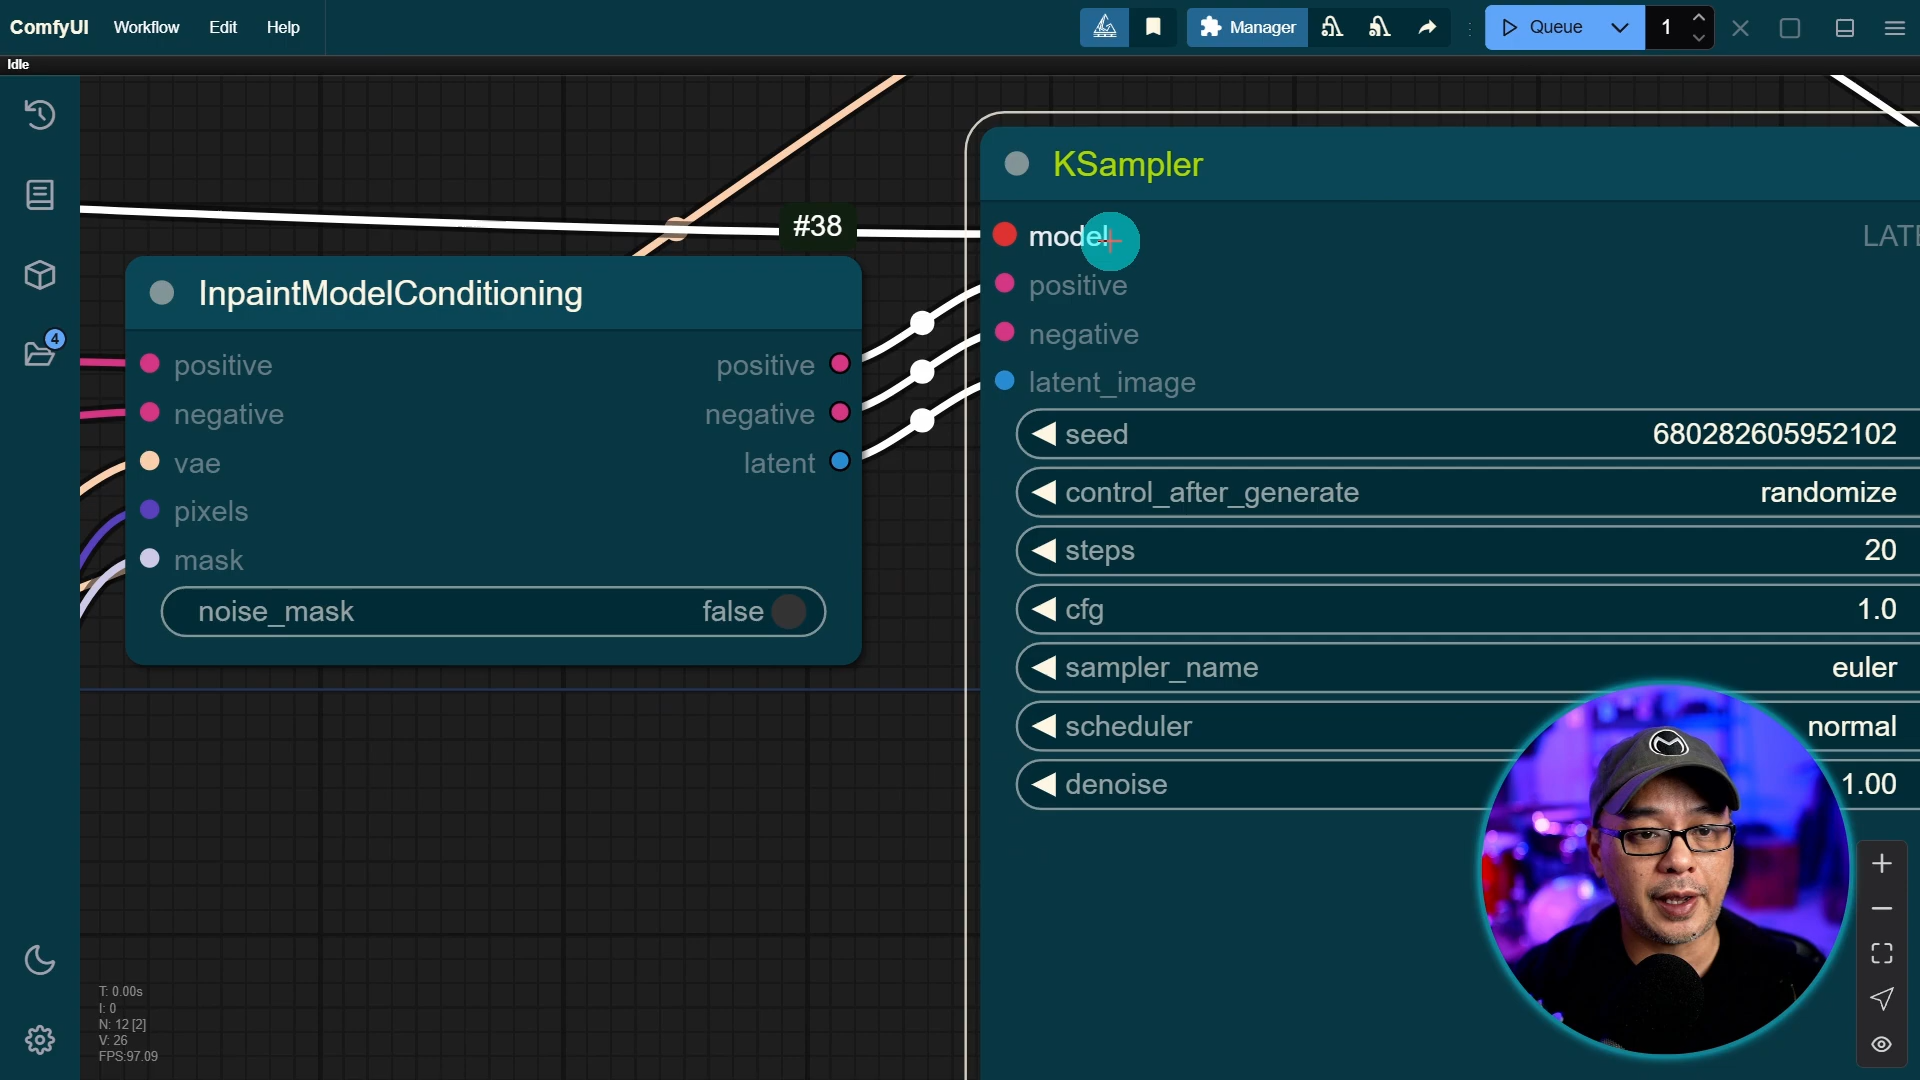 ComfyUI Workflow Edit Help Manager Queue 1
Idle
4
KSampler
#38
model LATE
InpaintModelConditioning
positive
negative
latent_image
positive positive
negative negative
vae latent
pixels
mask
noise_mask false
seed 680282605952102
control_after_generate randomize
steps 20
cfg 1.0
sampler_name euler
scheduler normal
denoise 1.00
T: 0.00s
I: 0
N: 12 [2]
V: 26
FPS:97.09